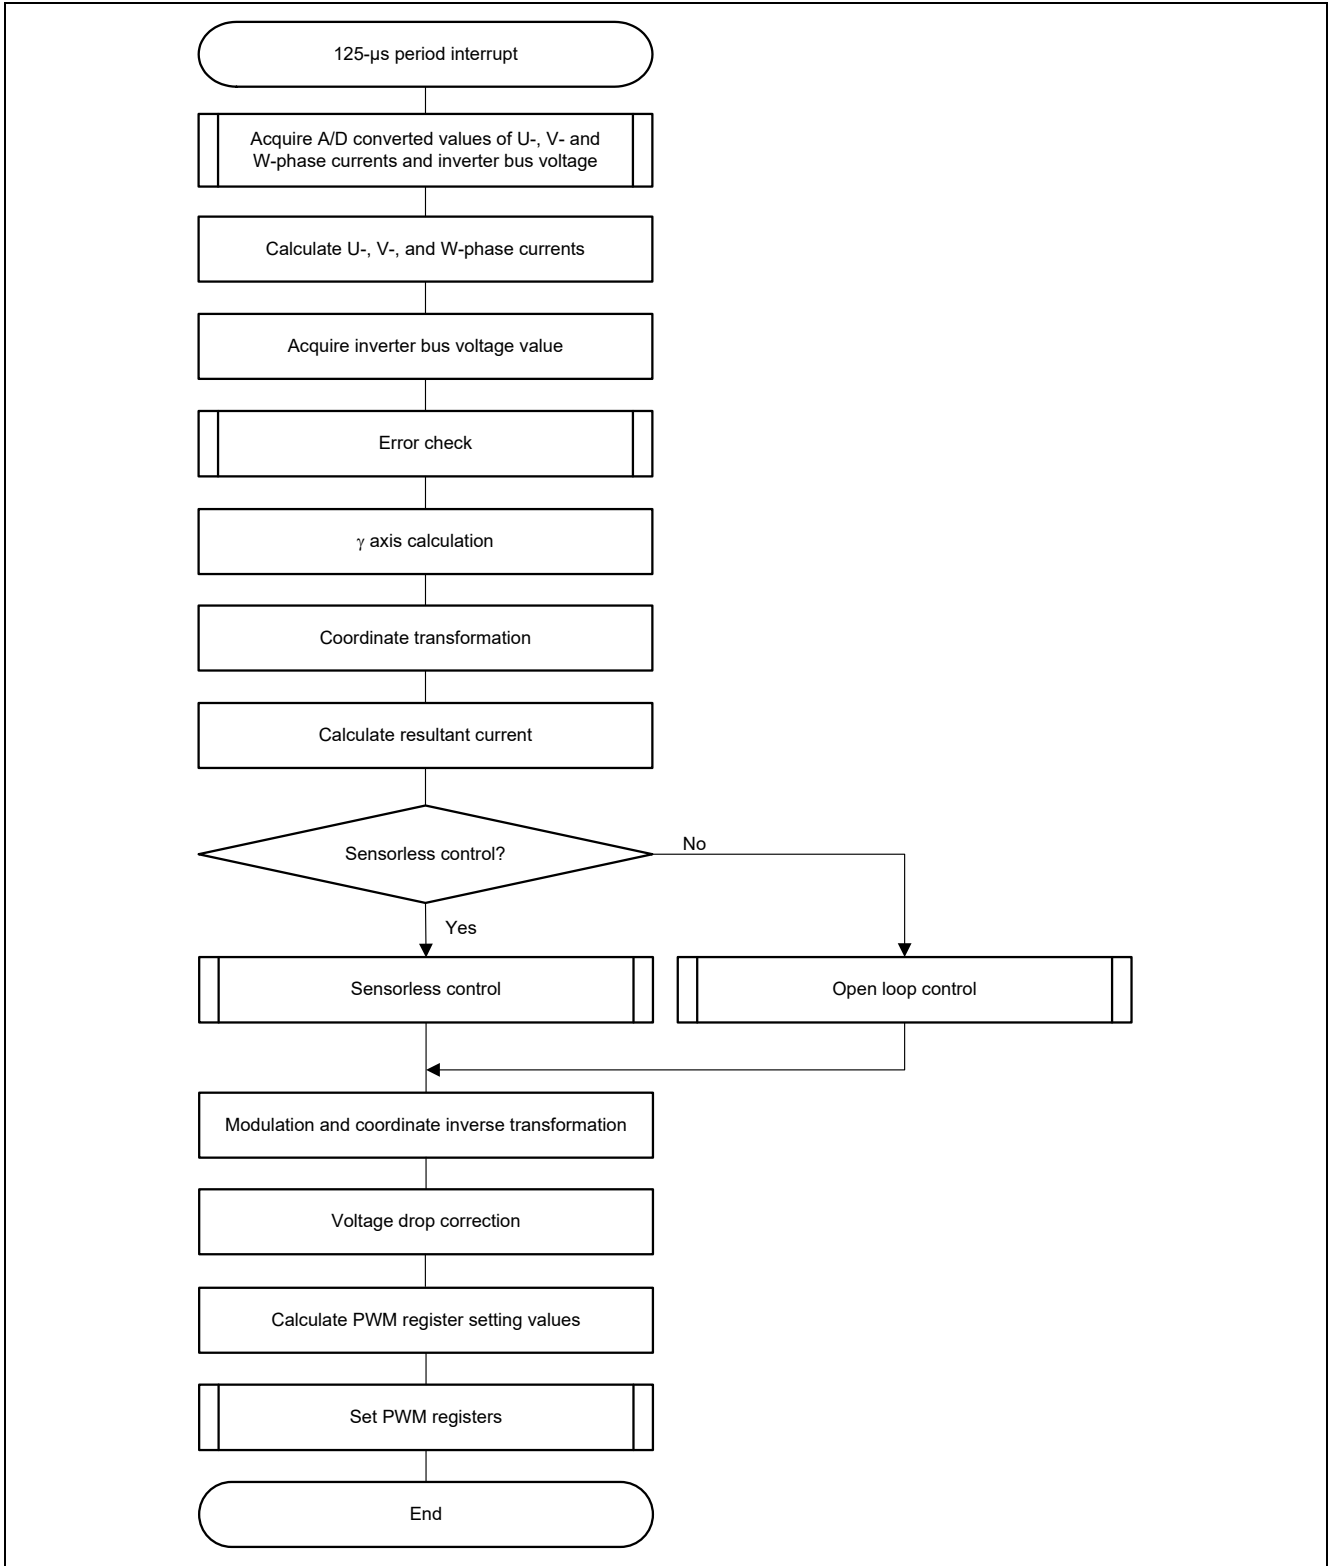 125-µs period interrupt
Acquire A/D converted values of U-, V- and
W-phase currents and inverter bus voltage
Calculate U-, V-, and W-phase currents
Acquire inverter bus voltage value
Error check
γ axis calculation
Coordinate transformation
Calculate resultant current
Sensorless control?
No
Yes
Sensorless control
Open loop control
Modulation and coordinate inverse transformation
Voltage drop correction
Calculate PWM register setting values
Set PWM registers
End